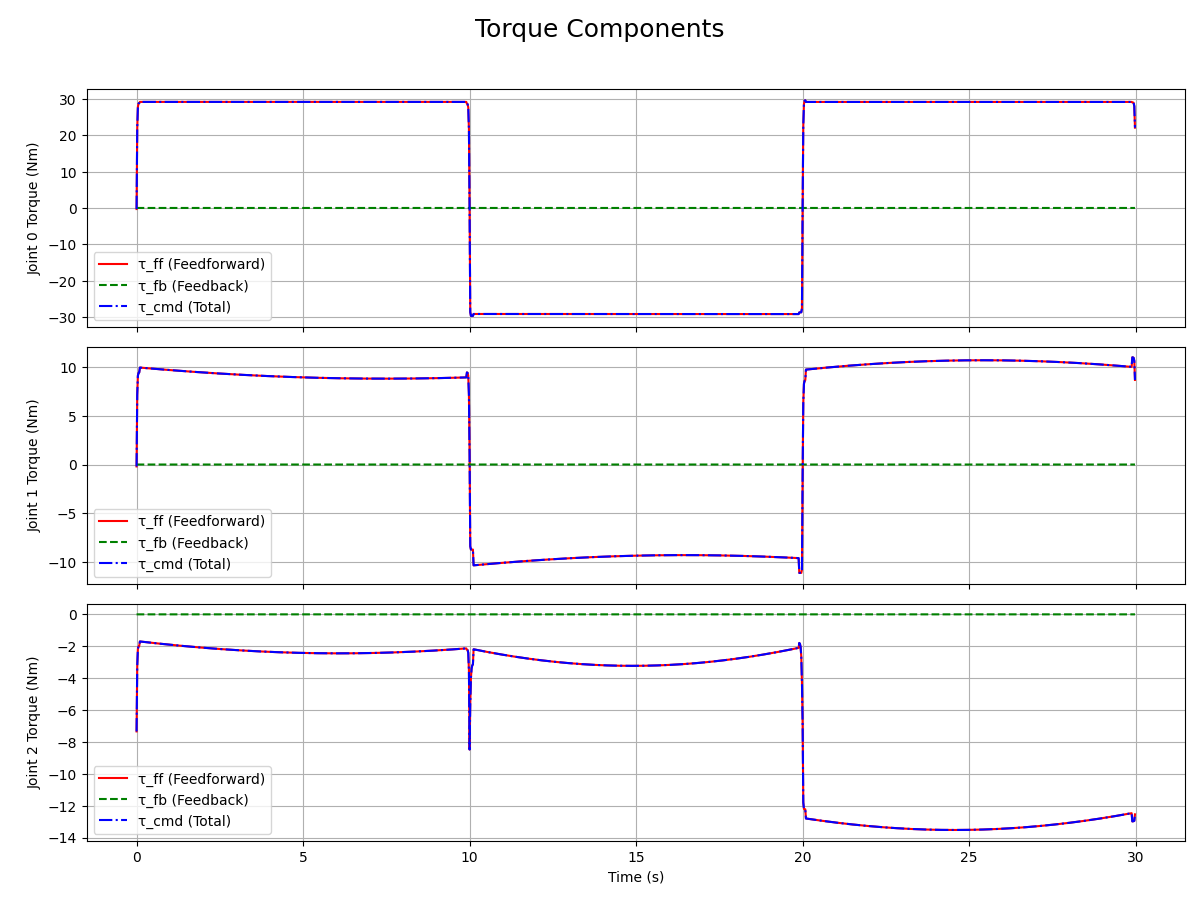 Torque Components
Joint 0 Torque (Nm)
30
20
10
0
−10
−20
−30
τ_ff (Feedforward)
τ_fb (Feedback)
τ_cmd (Total)
Joint 1 Torque (Nm)
10
5
0
−5
−10
τ_ff (Feedforward)
τ_fb (Feedback)
τ_cmd (Total)
Joint 2 Torque (Nm)
0
−2
−4
−6
−8
−10
−12
−14
τ_ff (Feedforward)
τ_fb (Feedback)
τ_cmd (Total)
0 5 10 15 20 25 30
Time (s)